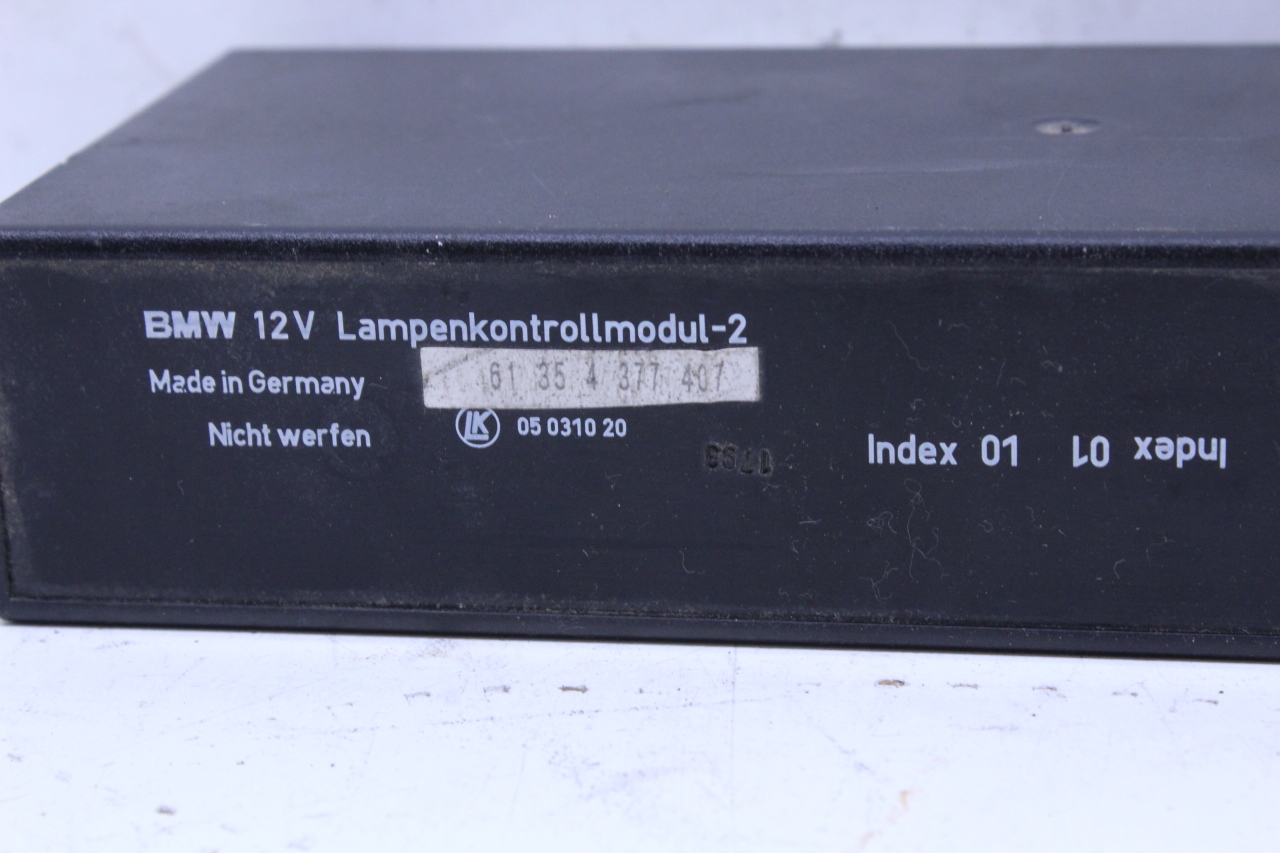 BMW 12V Lampenkontrollmodul-2
Made in Germany 61 35 4 377 407
Nicht werfen LK 05 0310 20
Index 01 Index 01